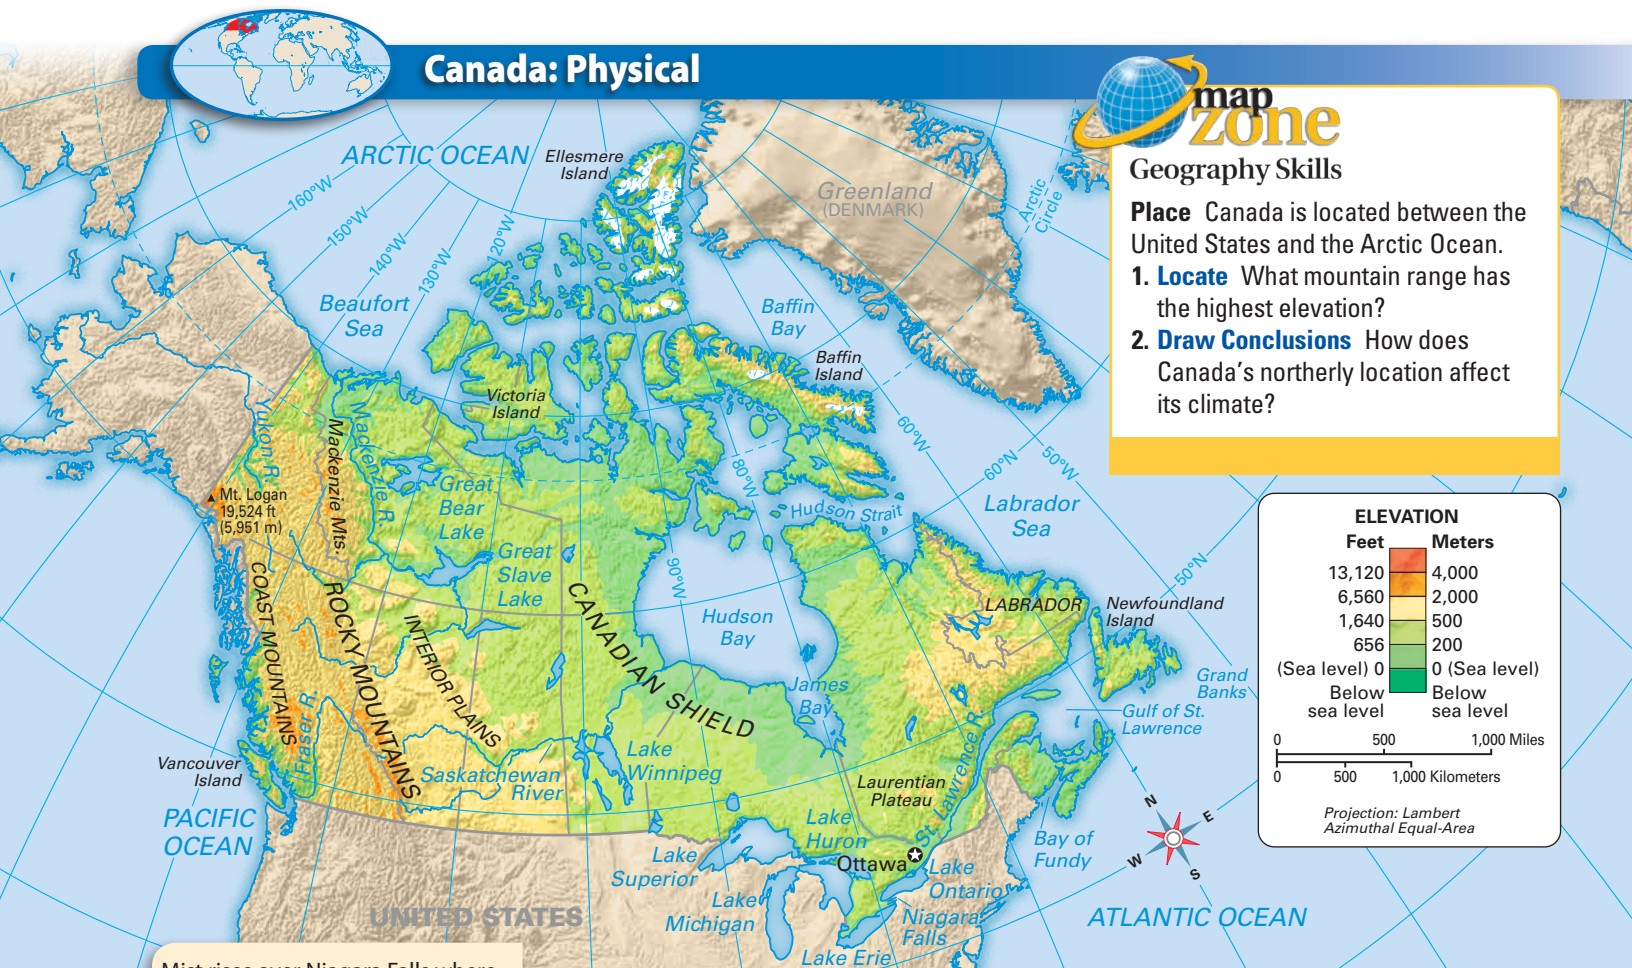 Canada: Physical
map
zone
Geography Skills
Place Canada is located between the
United States and the Arctic Ocean.
1. Locate What mountain range has
the highest elevation?
2. Draw Conclusions How does
Canada's northerly location affect
its climate?
ARCTIC OCEAN
Ellesmere
Island
Greenland
(DENMARK)
Arctic
Circle
160°W
150°W
140°W
130°W
120°W
Beaufort
Sea
Baffin
Bay
Baffin
Island
Victoria
Island
60°W
60°N
50°W
80°W
Yukon R.
Mackenzie Mts.
Mackenzie R.
Great
Bear
Lake
Mt. Logan
19,524 ft
(5,951 m)
Hudson Strait
Labrador
Sea
Great
Slave
Lake
90°W
50°N
COAST MOUNTAINS
ROCKY MOUNTAINS
INTERIOR PLAINS
CANADIAN SHIELD
Hudson
Bay
LABRADOR
Newfoundland
Island
James
Bay
Grand
Banks
Gulf of St.
Lawrence
Fraser R.
Vancouver
Island
Saskatchewan
River
Lake
Winnipeg
Laurentian
Plateau
St. Lawrence R.
PACIFIC
OCEAN
Lake
Huron
Ottawa
Bay of
Fundy
Lake
Superior
Lake
Ontario
Lake
Michigan
Niagara
Falls
Lake Erie
UNITED STATES
ATLANTIC OCEAN
N
E
W
S
ELEVATION
Feet Meters
13,120 4,000
6,560 2,000
1,640 500
656 200
(Sea level) 0 0 (Sea level)
Below Below
sea level sea level
0 500 1,000 Miles
0 500 1,000 Kilometers
Projection: Lambert
Azimuthal Equal-Area
Mist rises over Niagara Falls where